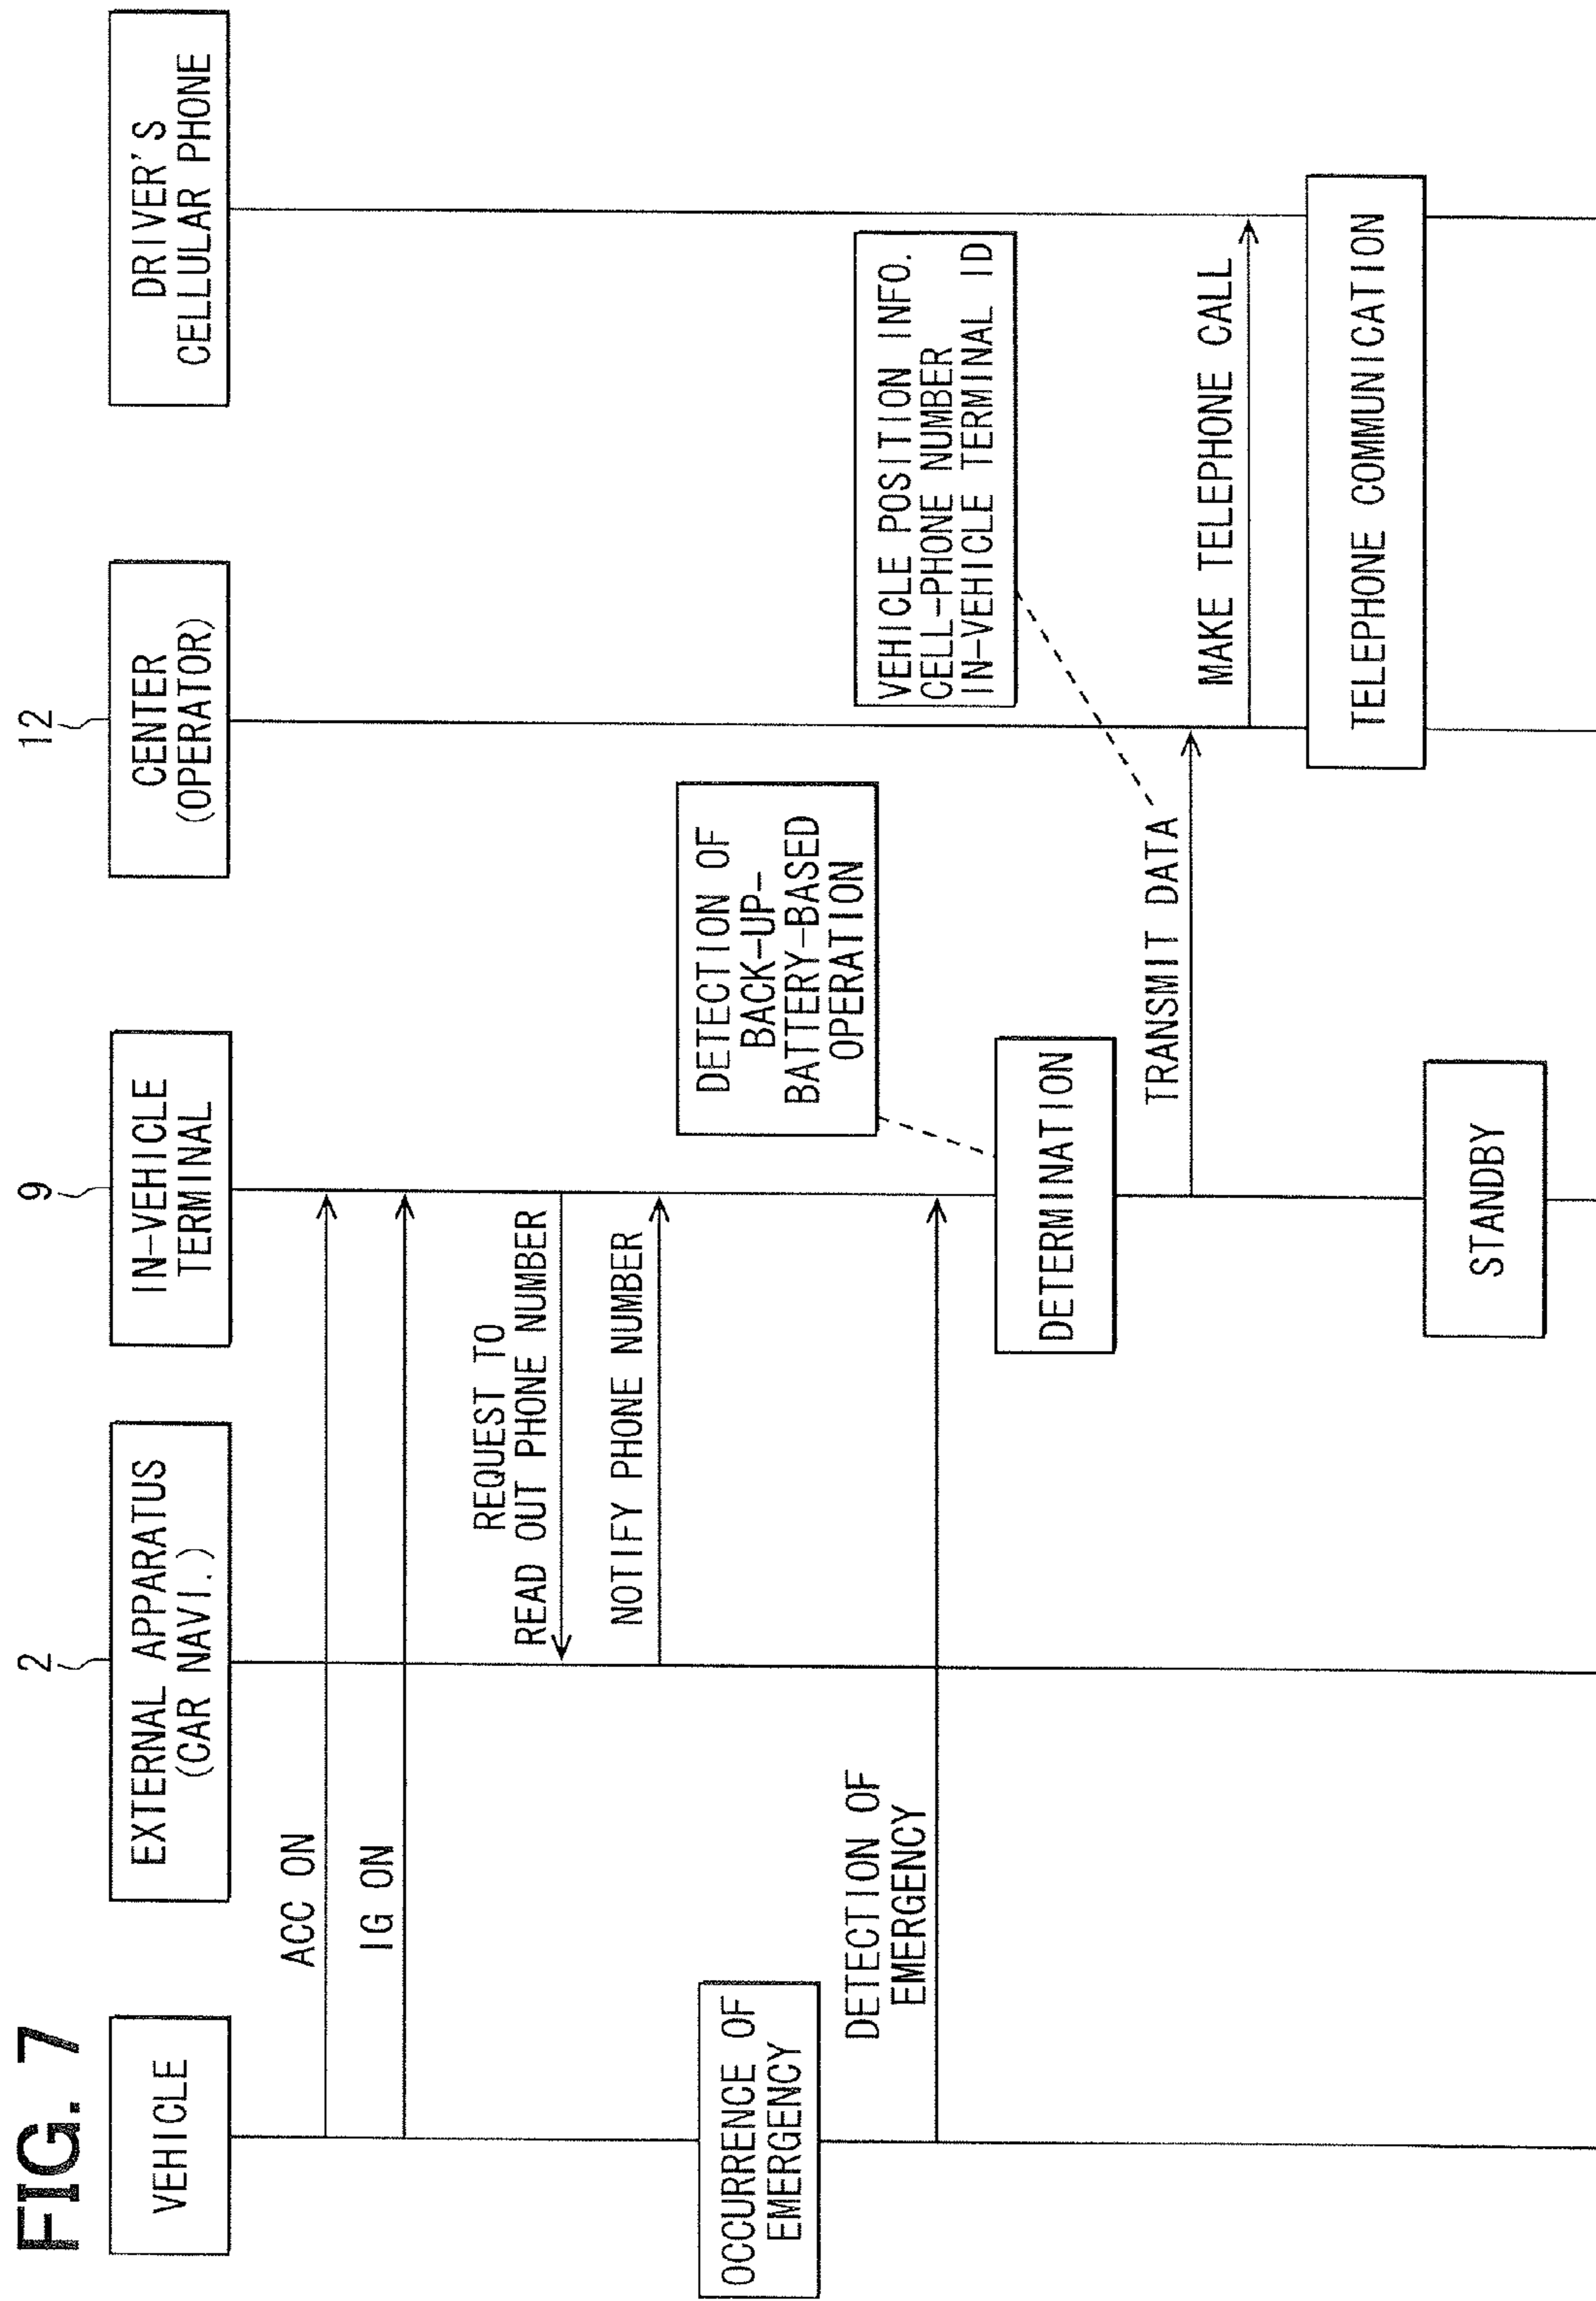 FIG. 7
2
9
12
VEHICLE
EXTERNAL APPARATUS
(CAR NAVI.)
IN-VEHICLE
TERMINAL
CENTER
(OPERATOR)
DRIVER'S
CELLULAR PHONE
ACC ON
IG ON
REQUEST TO
READ OUT PHONE NUMBER
NOTIFY PHONE NUMBER
OCCURRENCE OF
EMERGENCY
DETECTION OF
BACK-UP-
BATTERY-BASED
OPERATION
DETECTION OF
EMERGENCY
VEHICLE POSITION INFO.
CELL-PHONE NUMBER
IN-VEHICLE TERMINAL ID
DETERMINATION
TRANSMIT DATA
MAKE TELEPHONE CALL
TELEPHONE COMMUNICATION
STANDBY